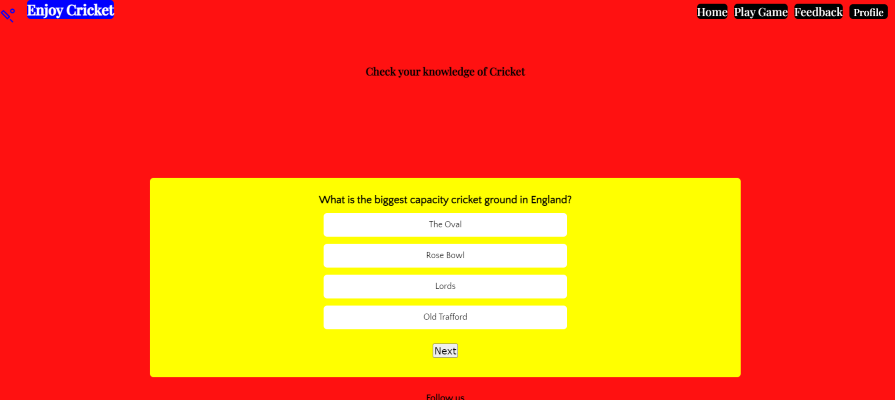 Enjoy Cricket
Home Play Game Feedback Profile
Check your knowledge of Cricket
What is the biggest capacity cricket ground in England?
The Oval
Rose Bowl
Lords
Old Trafford
Next
Follow us